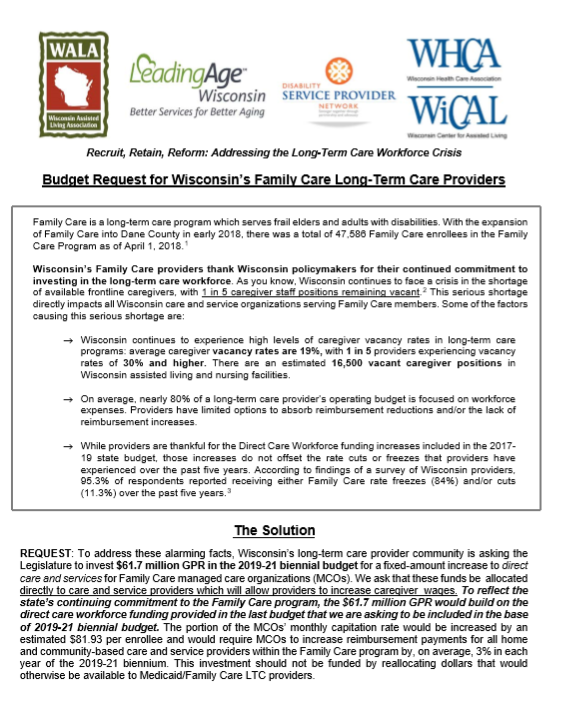 WALA
Wisconsin Assisted
Living Association
LeadingAge™
Wisconsin
Better Services for Better Aging
DISABILITY
SERVICE PROVIDER
NETWORK
WHCA
Wisconsin Health Care Association
WiCAL
Wisconsin Center for Assisted Living
Recruit, Retain, Reform: Addressing the Long-Term Care Workforce Crisis
Budget Request for Wisconsin's Family Care Long-Term Care Providers
Family Care is a long-term care program which serves frail elders and adults with disabilities. With the expansion
of Family Care into Dane County in early 2018, there was a total of 47,586 Family Care enrollees in the Family
Care Program as of April 1, 2018.¹
Wisconsin's Family Care providers thank Wisconsin policymakers for their continued commitment to
investing in the long-term care workforce. As you know, Wisconsin continues to face a crisis in the shortage
of available frontline caregivers, with 1 in 5 caregiver staff positions remaining vacant.² This serious shortage
directly impacts all Wisconsin care and service organizations serving Family Care members. Some of the factors
causing this serious shortage are:
→ Wisconsin continues to experience high levels of caregiver vacancy rates in long-term care
programs: average caregiver vacancy rates are 19%, with 1 in 5 providers experiencing vacancy
rates of 30% and higher. There are an estimated 16,500 vacant caregiver positions in
Wisconsin assisted living and nursing facilities.
→ On average, nearly 80% of a long-term care provider's operating budget is focused on workforce
expenses. Providers have limited options to absorb reimbursement reductions and/or the lack of
reimbursement increases.
→ While providers are thankful for the Direct Care Workforce funding increases included in the 2017-
19 state budget, those increases do not offset the rate cuts or freezes that providers have
experienced over the past five years. According to findings of a survey of Wisconsin providers,
95.3% of respondents reported receiving either Family Care rate freezes (84%) and/or cuts
(11.3%) over the past five years.³
The Solution
REQUEST: To address these alarming facts, Wisconsin's long-term care provider community is asking the
Legislature to invest $61.7 million GPR in the 2019-21 biennial budget for a fixed-amount increase to direct
care and services for Family Care managed care organizations (MCOs). We ask that these funds be allocated
directly to care and service providers which will allow providers to increase caregiver wages. To reflect the
state's continuing commitment to the Family Care program, the $61.7 million GPR would build on the
direct care workforce funding provided in the last budget that we are asking to be included in the base
of 2019-21 biennial budget. The portion of the MCOs' monthly capitation rate would be increased by an
estimated $81.93 per enrollee and would require MCOs to increase reimbursement payments for all home
and community-based care and service providers within the Family Care program by, on average, 3% in each
year of the 2019-21 biennium. This investment should not be funded by reallocating dollars that would
otherwise be available to Medicaid/Family Care LTC providers.